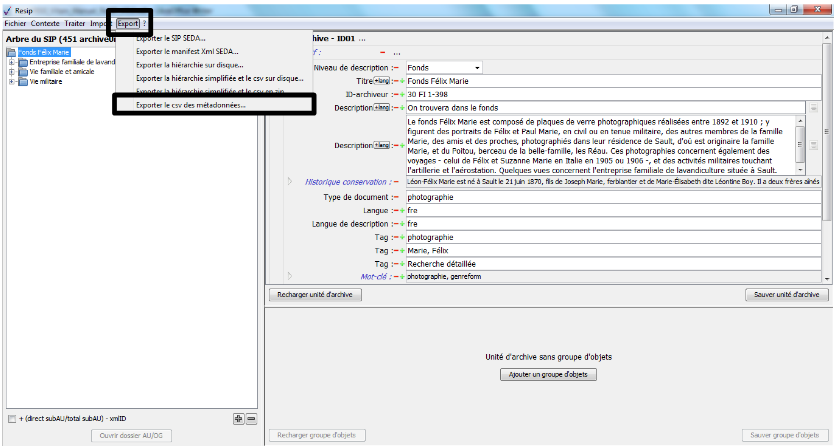 Resip
Fichier Contexte Traiter Import Export ?
Arbre du SIP (451 archiveU
Fonds Félix Marie
Entreprise familiale de lavand
Vie familiale et amicale
Vie militaire
Exporter le SIP SEDA...
Exporter le manifest Xml SEDA...
Exporter la hiérarchie sur disque...
Exporter la hiérarchie simplifiée et le csv sur disque...
Exporter la hiérarchie simplifiée et le csv en zip...
Exporter le csv des métadonnées...
hive - ID01 ...
f : - ...
Niveau de description : - Fonds
Titre +lang : - + Fonds Félix Marie
ID-archiveur : - + 30 FI 1-398
Description +lang : - + On trouvera dans le fonds
Description +lang : - +
Le fonds Félix Marie est composé de plaques de verre photographiques réalisées entre 1892 et 1910 ; y
figurent des portraits de Félix et Paul Marie, en civil ou en tenue militaire, des autres membres de la famille
Marie, des amis et des proches, photographiés dans leur résidence de Sault, d'où est originaire la famille
Marie, et du Poitou, berceau de la belle-famille, les Réau. Ces photographies concernent également des
voyages - celui de Félix et Suzanne Marie en Italie en 1905 ou 1906 -, et des activités militaires touchant
l'artillerie et l'aérostation. Quelques vues concernent l'entreprise familiale de lavandiculture située à Sault.
Historique conservation : - Léon-Félix Marie est né à Sault le 21 juin 1870, fils de Joseph Marie, ferblantier et de Marie-Élisabeth dite Léontine Boy. Il a deux frères aînés
Type de document : - photographie
Langue : - + fre
Langue de description : - + fre
Tag : - + photographie
Tag : - + Marie, Félix
Tag : - + Recherche détaillée
Mot-clé : - + photographie, genreform
Recharger unité d'archive
Sauver unité d'archive
Unité d'archive sans groupe d'objets
Ajouter un groupe d'objets
+ (direct subAU/total subAU) - xmlID
Ouvrir dossier AU/OG
Recharger groupe d'objets
Sauver groupe d'objets